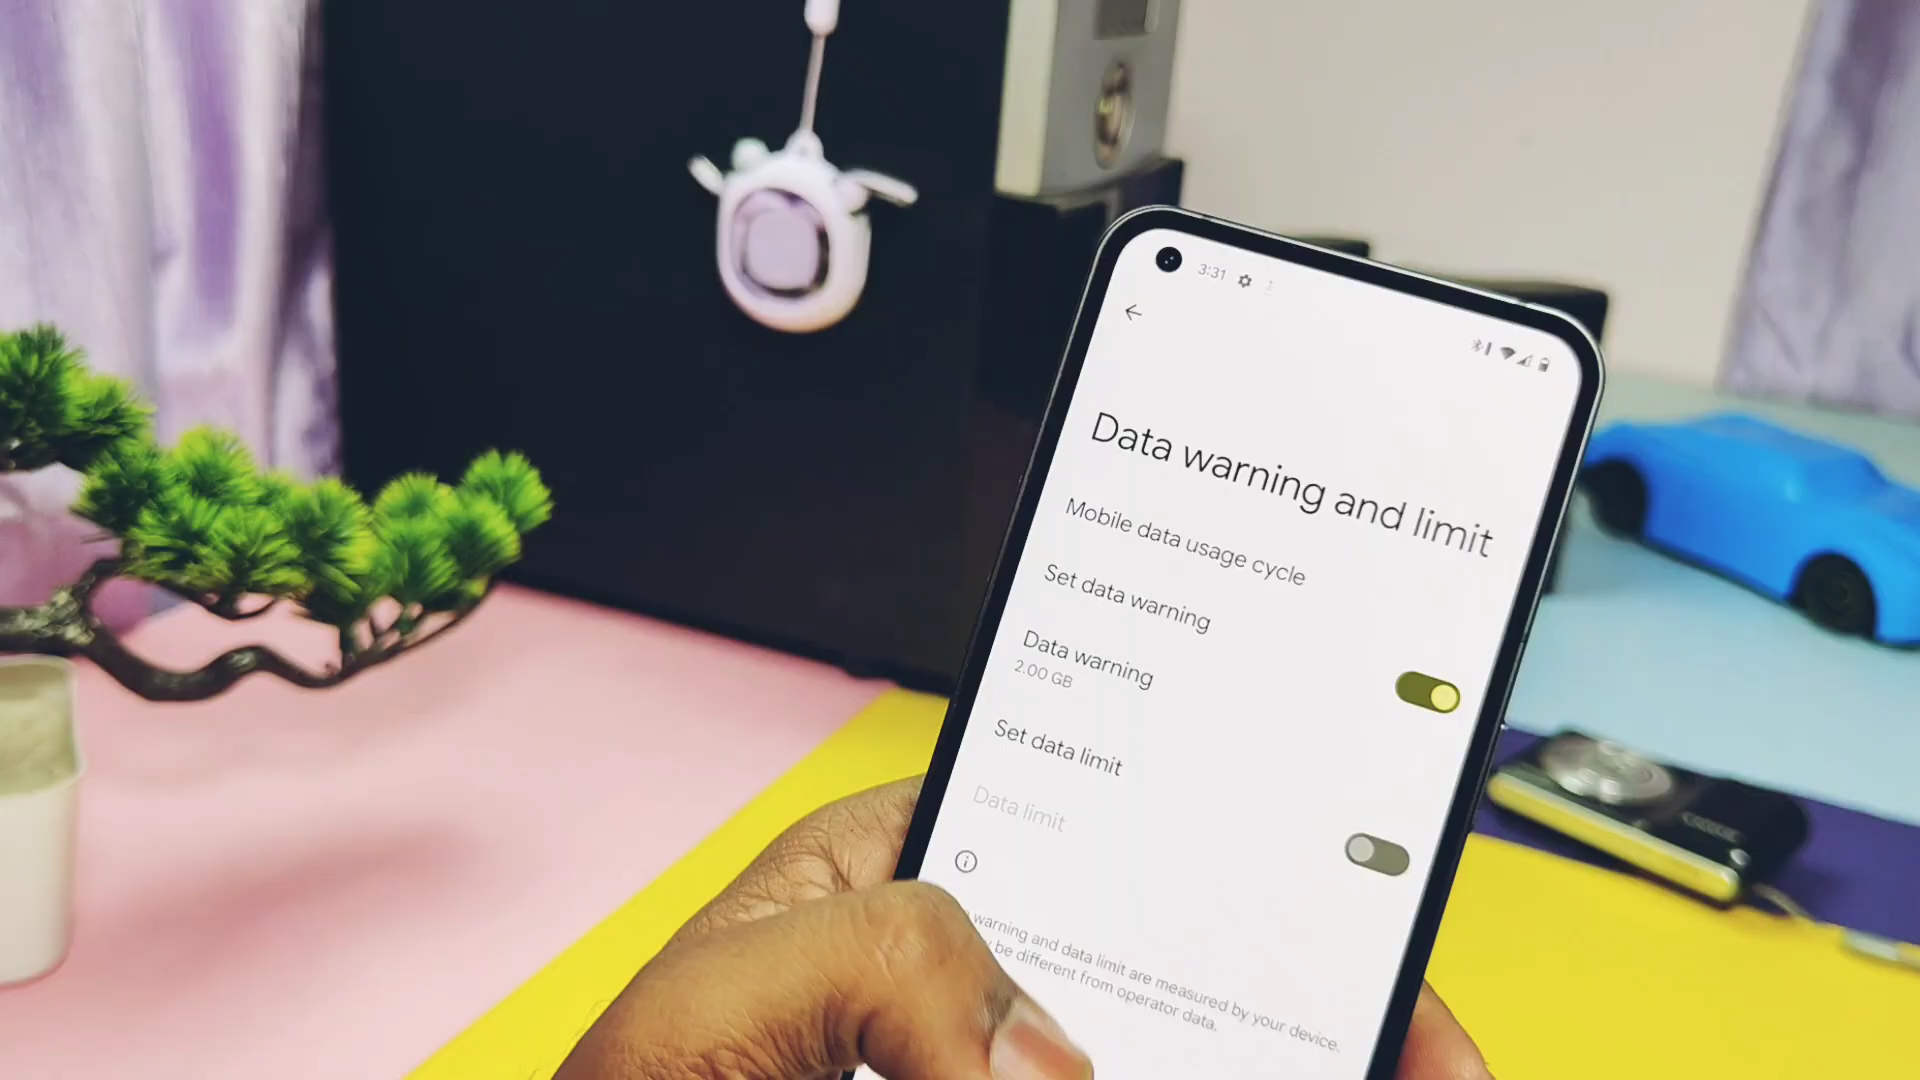 3:31
Data warning and limit
Mobile data usage cycle
Set data warning
Data warning
2.00 GB
Set data limit
Data limit
warning and data limit are measured by your device.
be different from operator data.